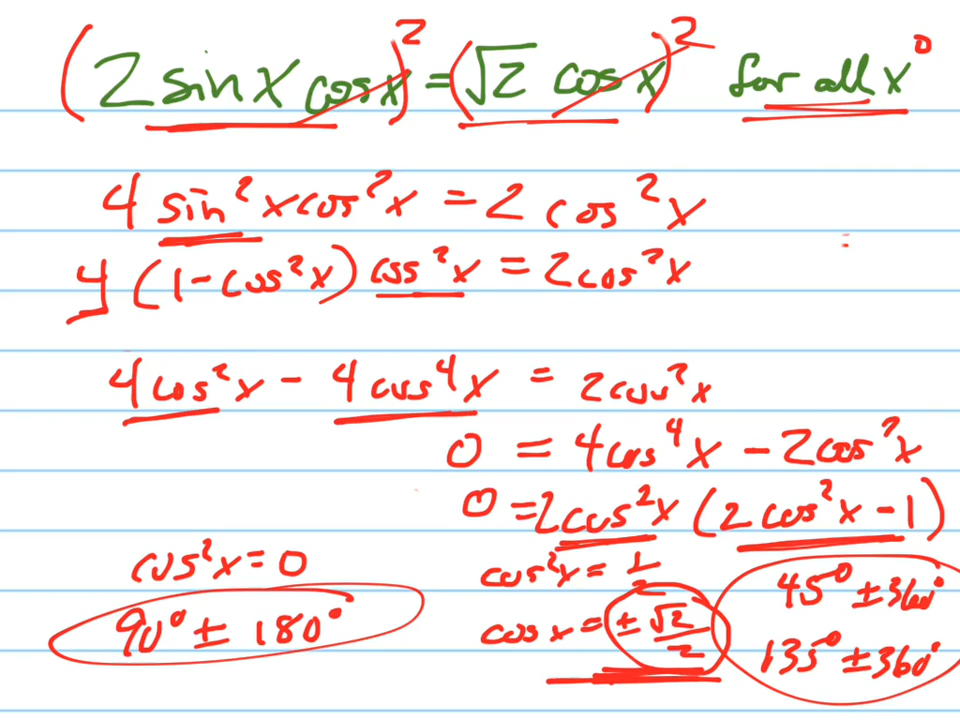 (2 sin x cos x)² = (√2 cos x)² for all x°
4 sin²x cos²x = 2 cos²x
4 (1 - cos²x) cos²x = 2cos²x
4cos²x - 4cos⁴x = 2cos²x
0 = 4cos⁴x - 2cos²x
0 = 2cos²x (2cos²x - 1)
cos²x = 0
90° ± 180°
cos²x = 1/2
cos x = ± √2/2
45° ± 360°
135° ± 360°